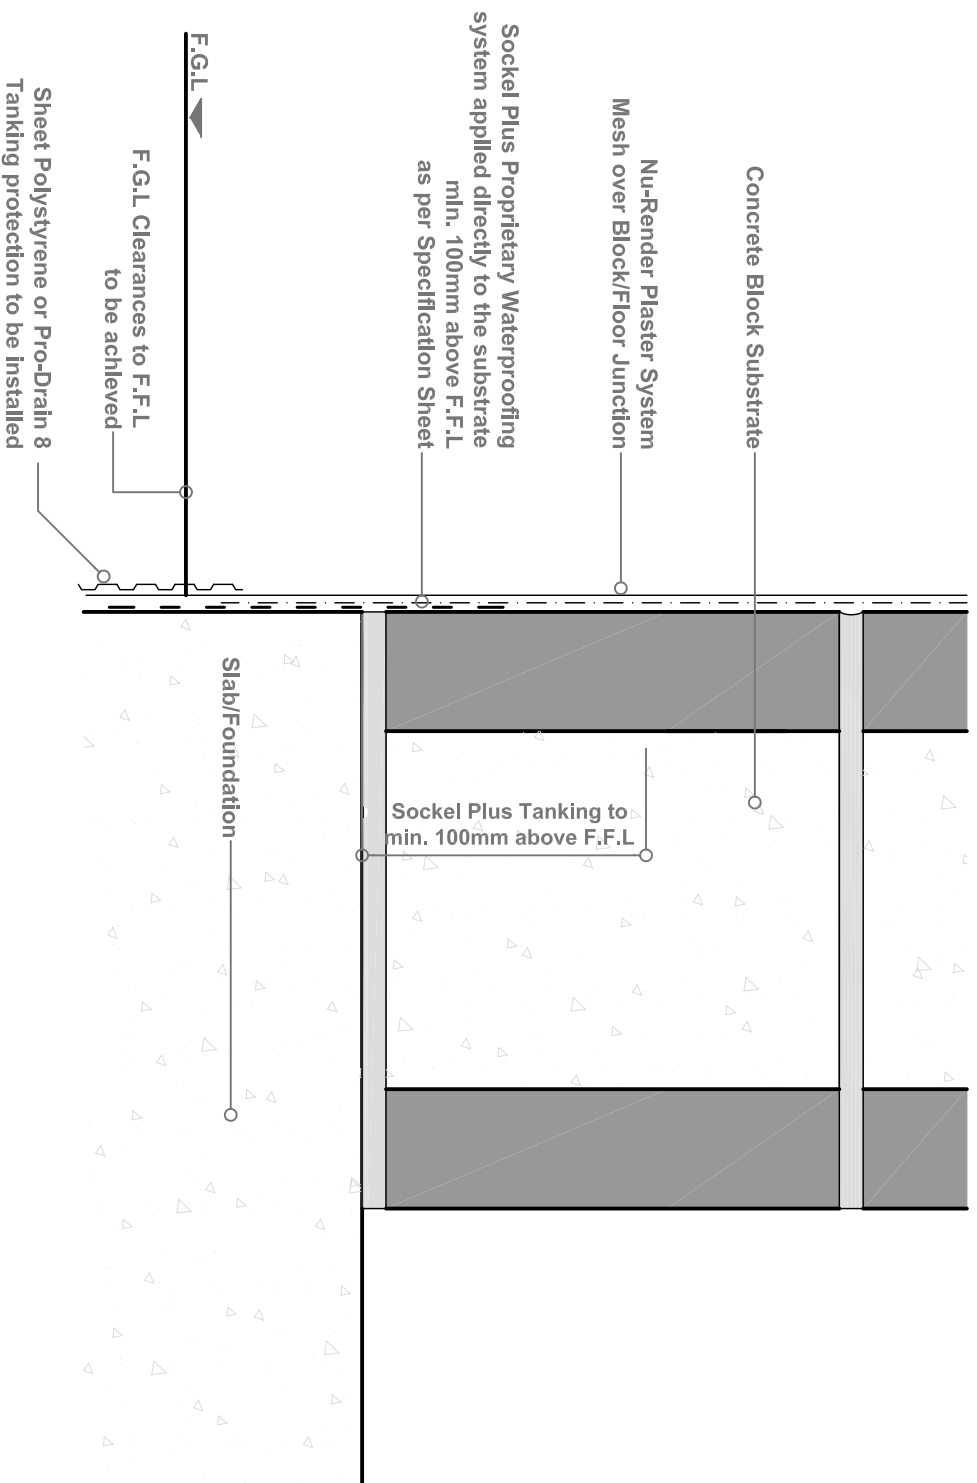 Concrete Block Substrate
Nu-Render Plaster System
Mesh over Block/Floor Junction
Sockel Plus Proprietary Waterproofing
system applied directly to the substrate
min. 100mm above F.F.L
as per Specification Sheet
F.G.L
F.G.L Clearances to F.F.L
to be achieved
Sheet Polystyrene or Pro-Drain 8
Tanking protection to be installed
Sockel Plus Tanking to
min. 100mm above F.F.L
Slab/Foundation